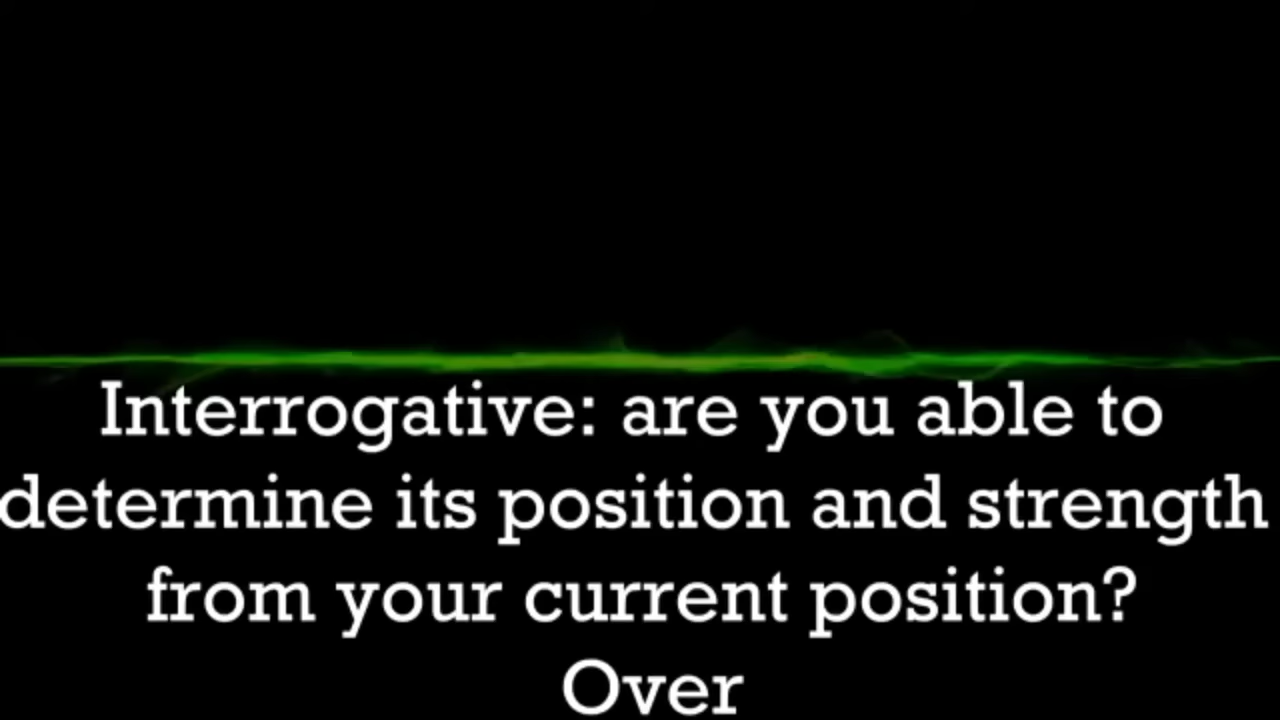 Interrogative: are you able to
determine its position and strength
from your current position?
Over